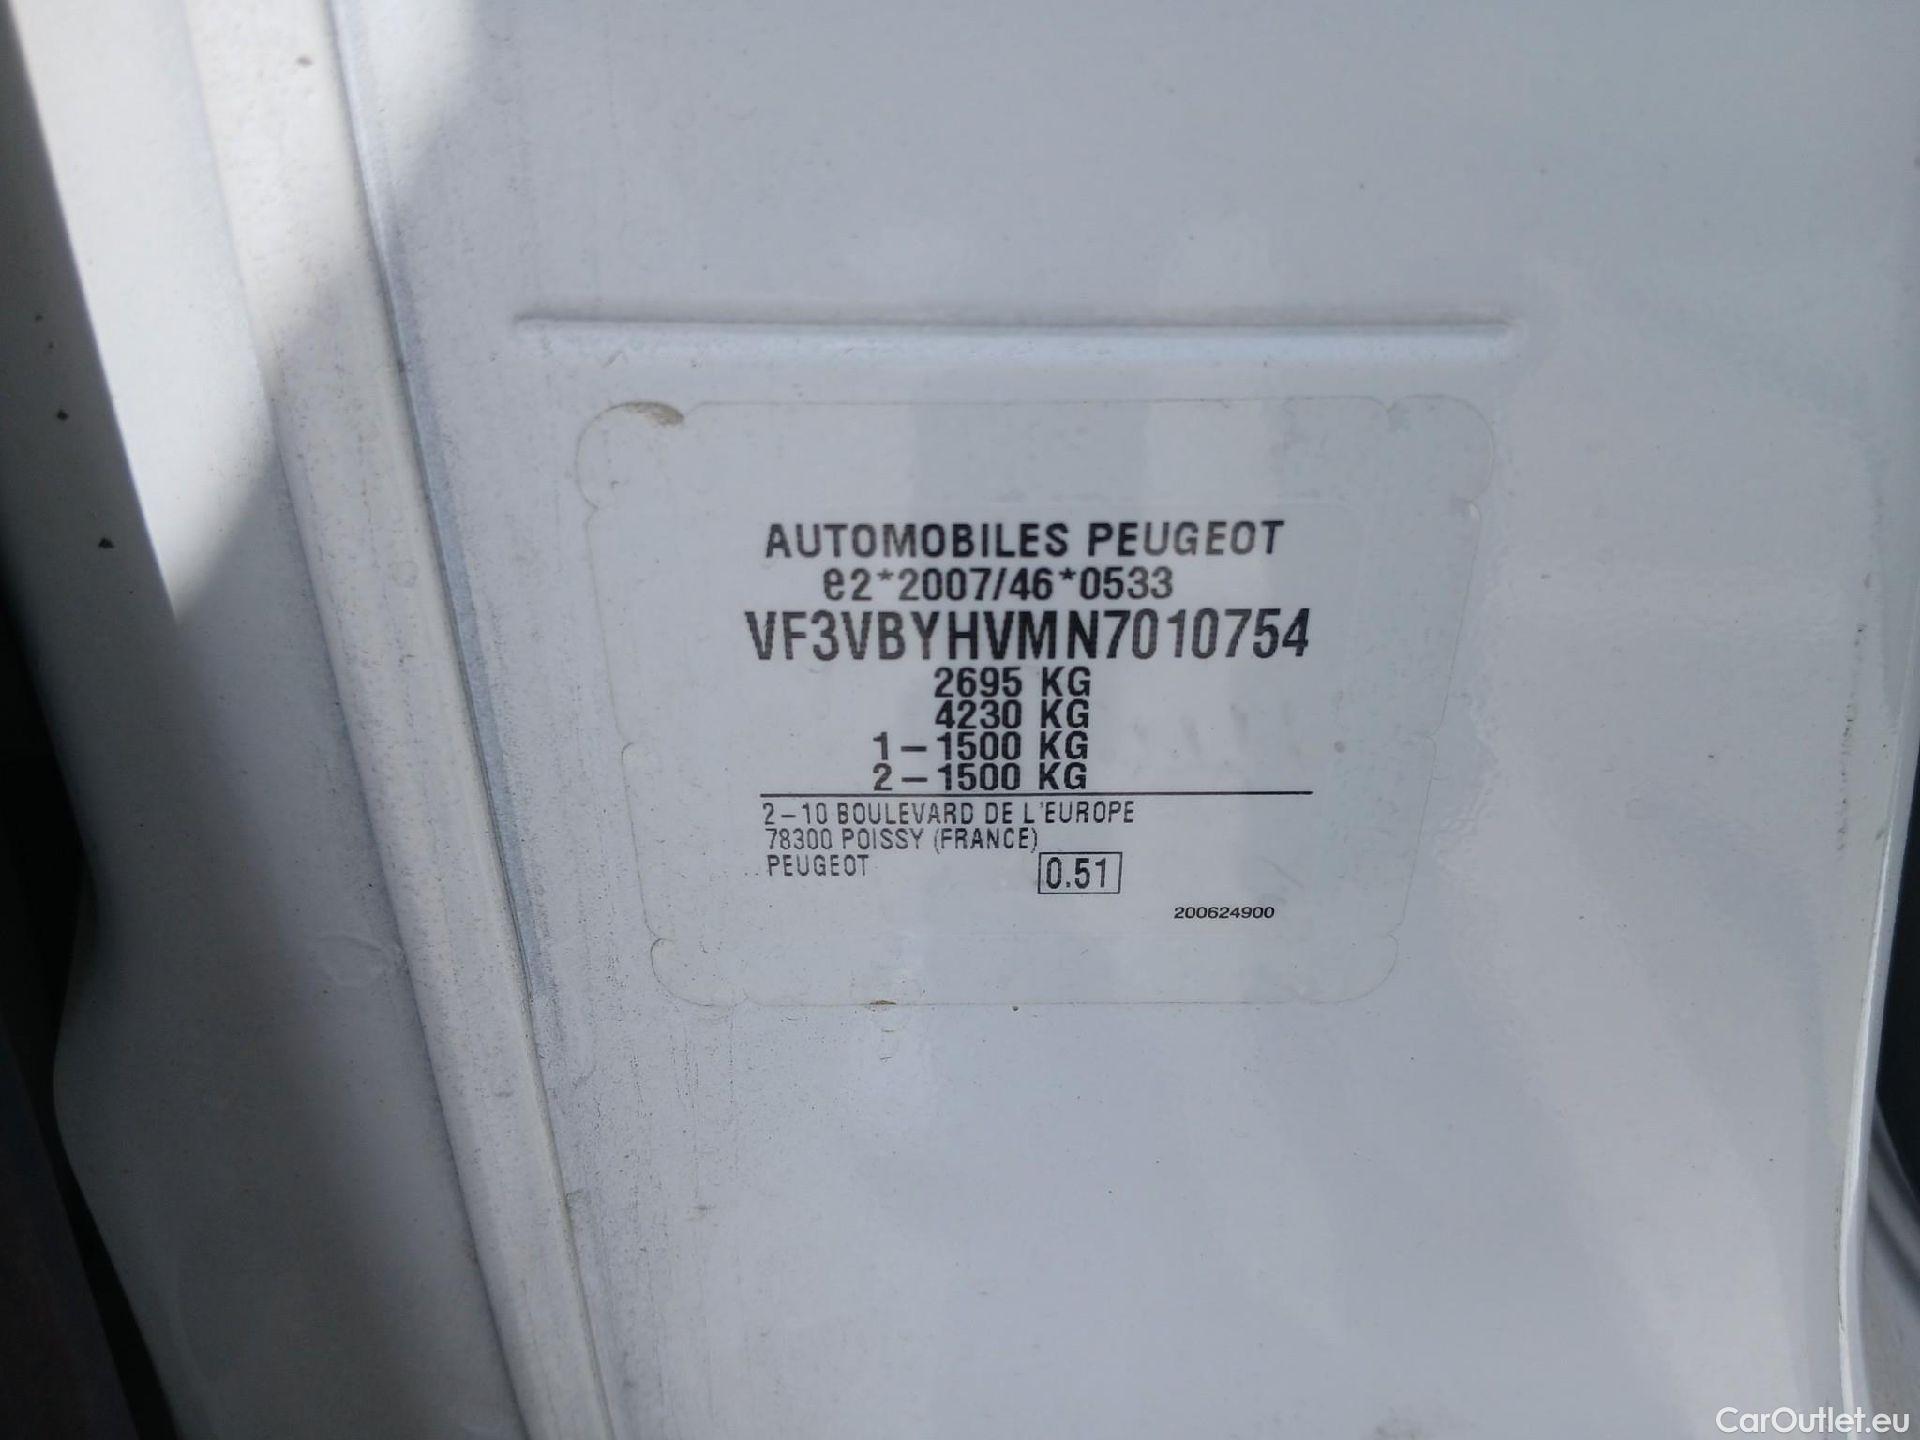 AUTOMOBILES PEUGEOT
e2*2007/46*0533
VF3VBYHVMN7010754
2695 KG
4230 KG
1-1500 KG
2-1500 KG
2-10 BOULEVARD DE L'EUROPE
78300 POISSY (FRANCE)
PEUGEOT
0.51
200624900
CarOutlet.eu